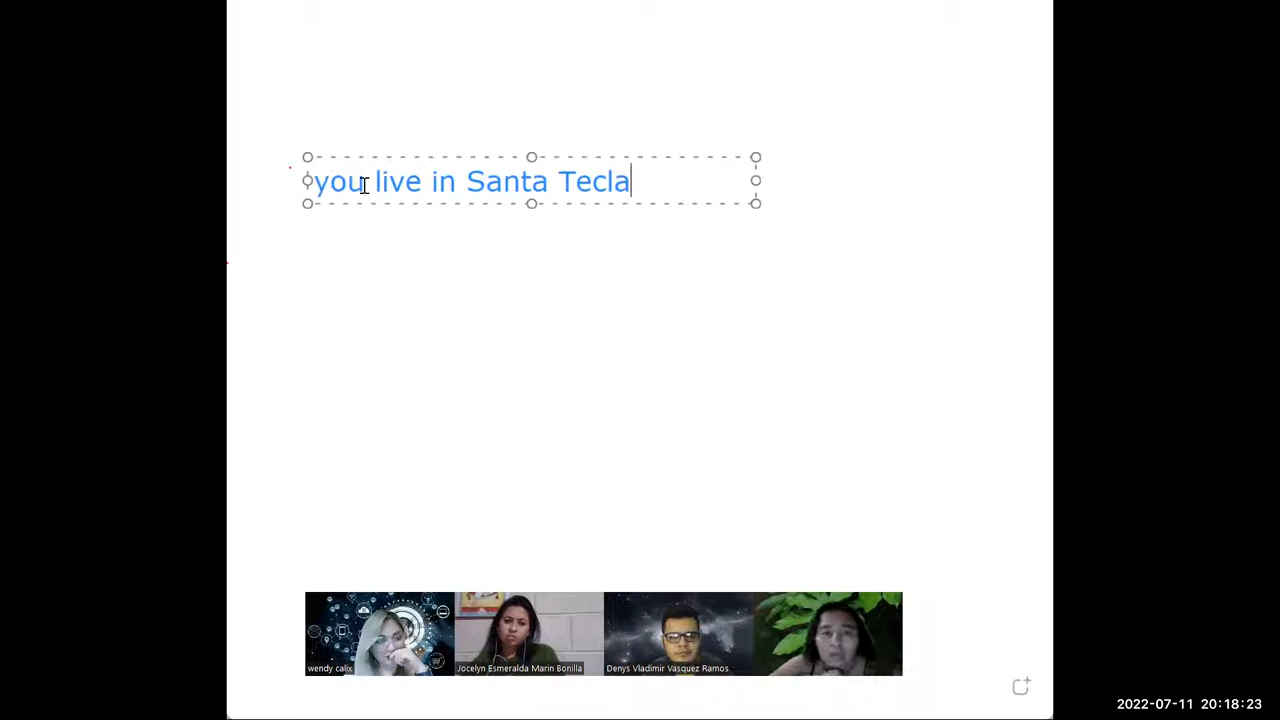 you live in Santa Tecla
wendy calix
Jocelyn Esmeralda Marin Bonilla
Denys Vladimir Vasquez Ramos
2022-07-11 20:18:23